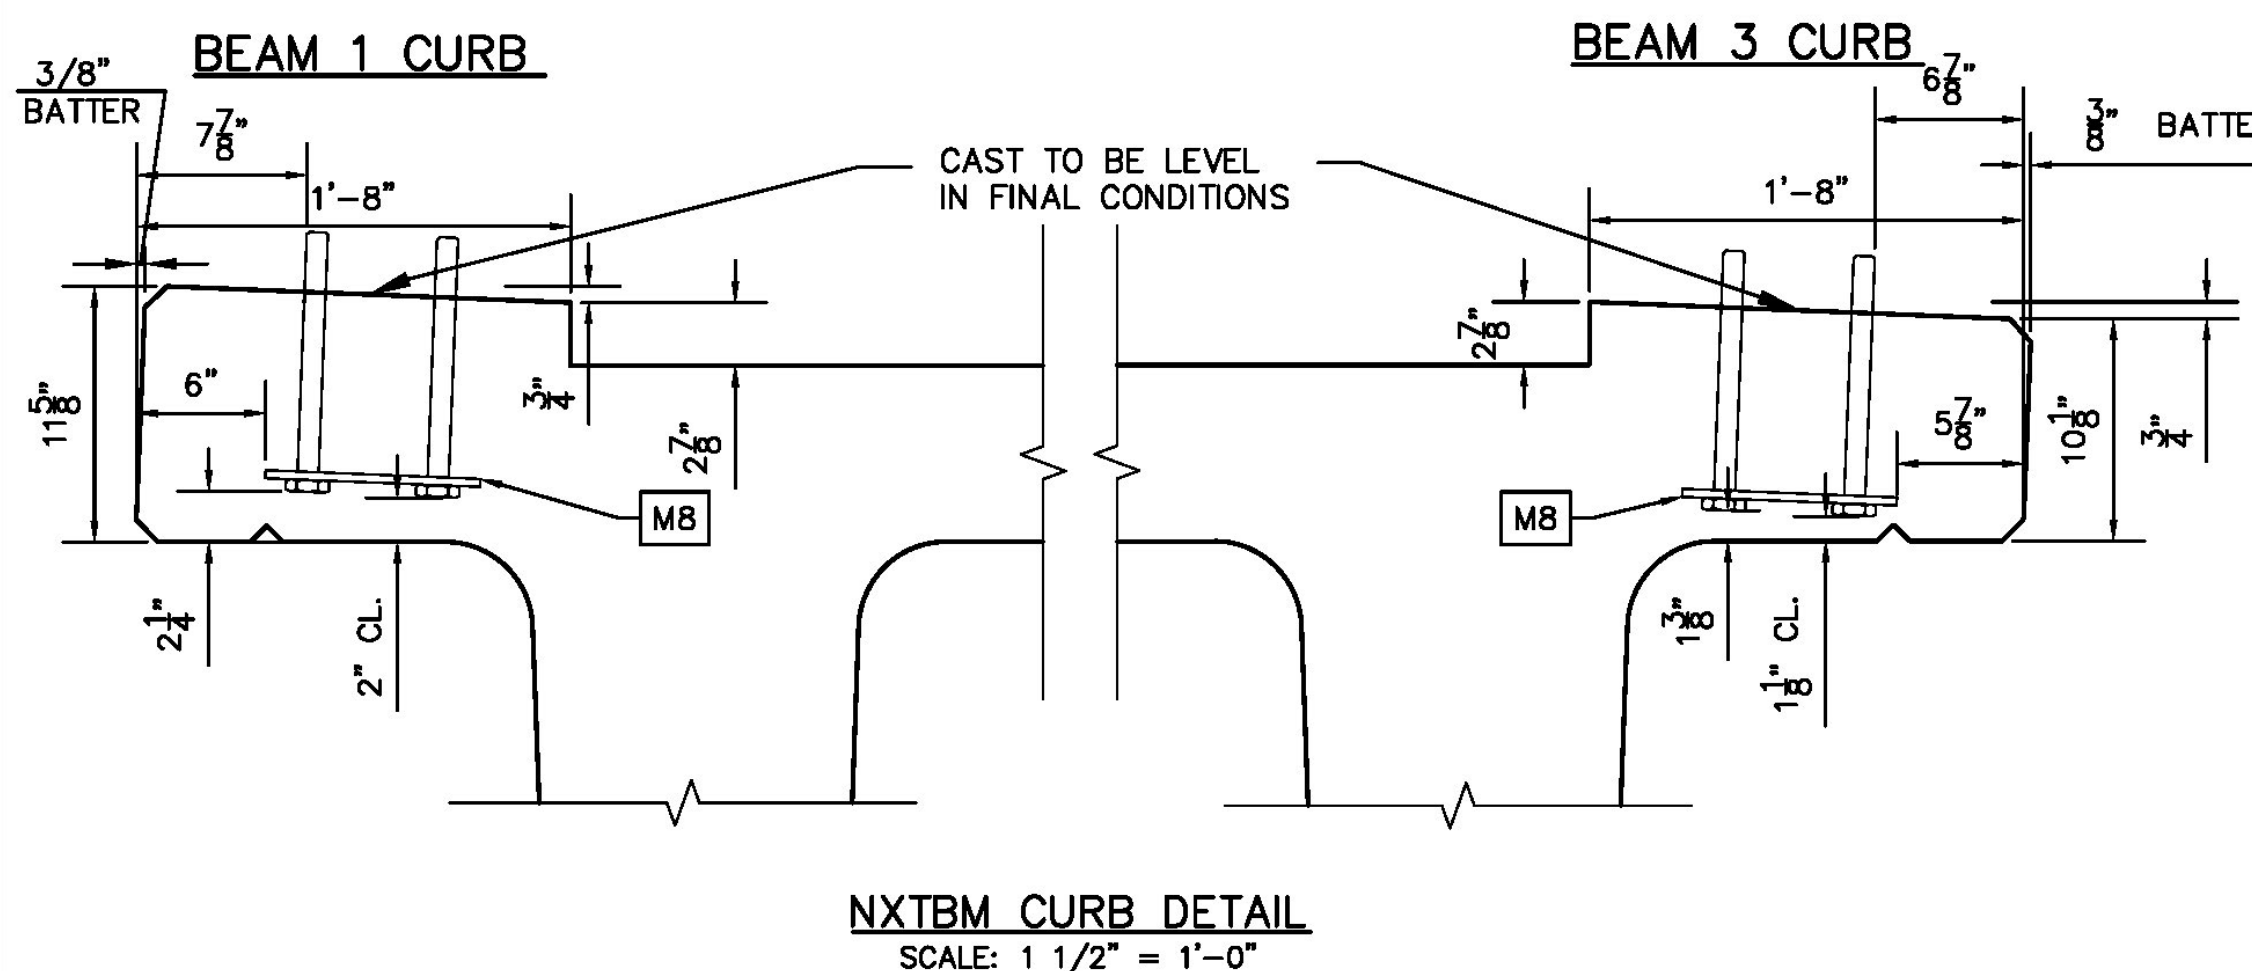 BEAM 1 CURB
BEAM 3 CURB
3/8"
BATTER
7 7/8"
1'-8"
CAST TO BE LEVEL
IN FINAL CONDITIONS
6 7/8"
3/8" BATTE
1'-8"
11 5/8"
6"
3/4"
2 7/8"
2 7/8"
5 7/8"
10 1/8"
3/4"
M8
M8
2 1/4"
2" CL.
1 3/8"
1 1/8" CL.
NXTBM CURB DETAIL
SCALE: 1 1/2" = 1'-0"